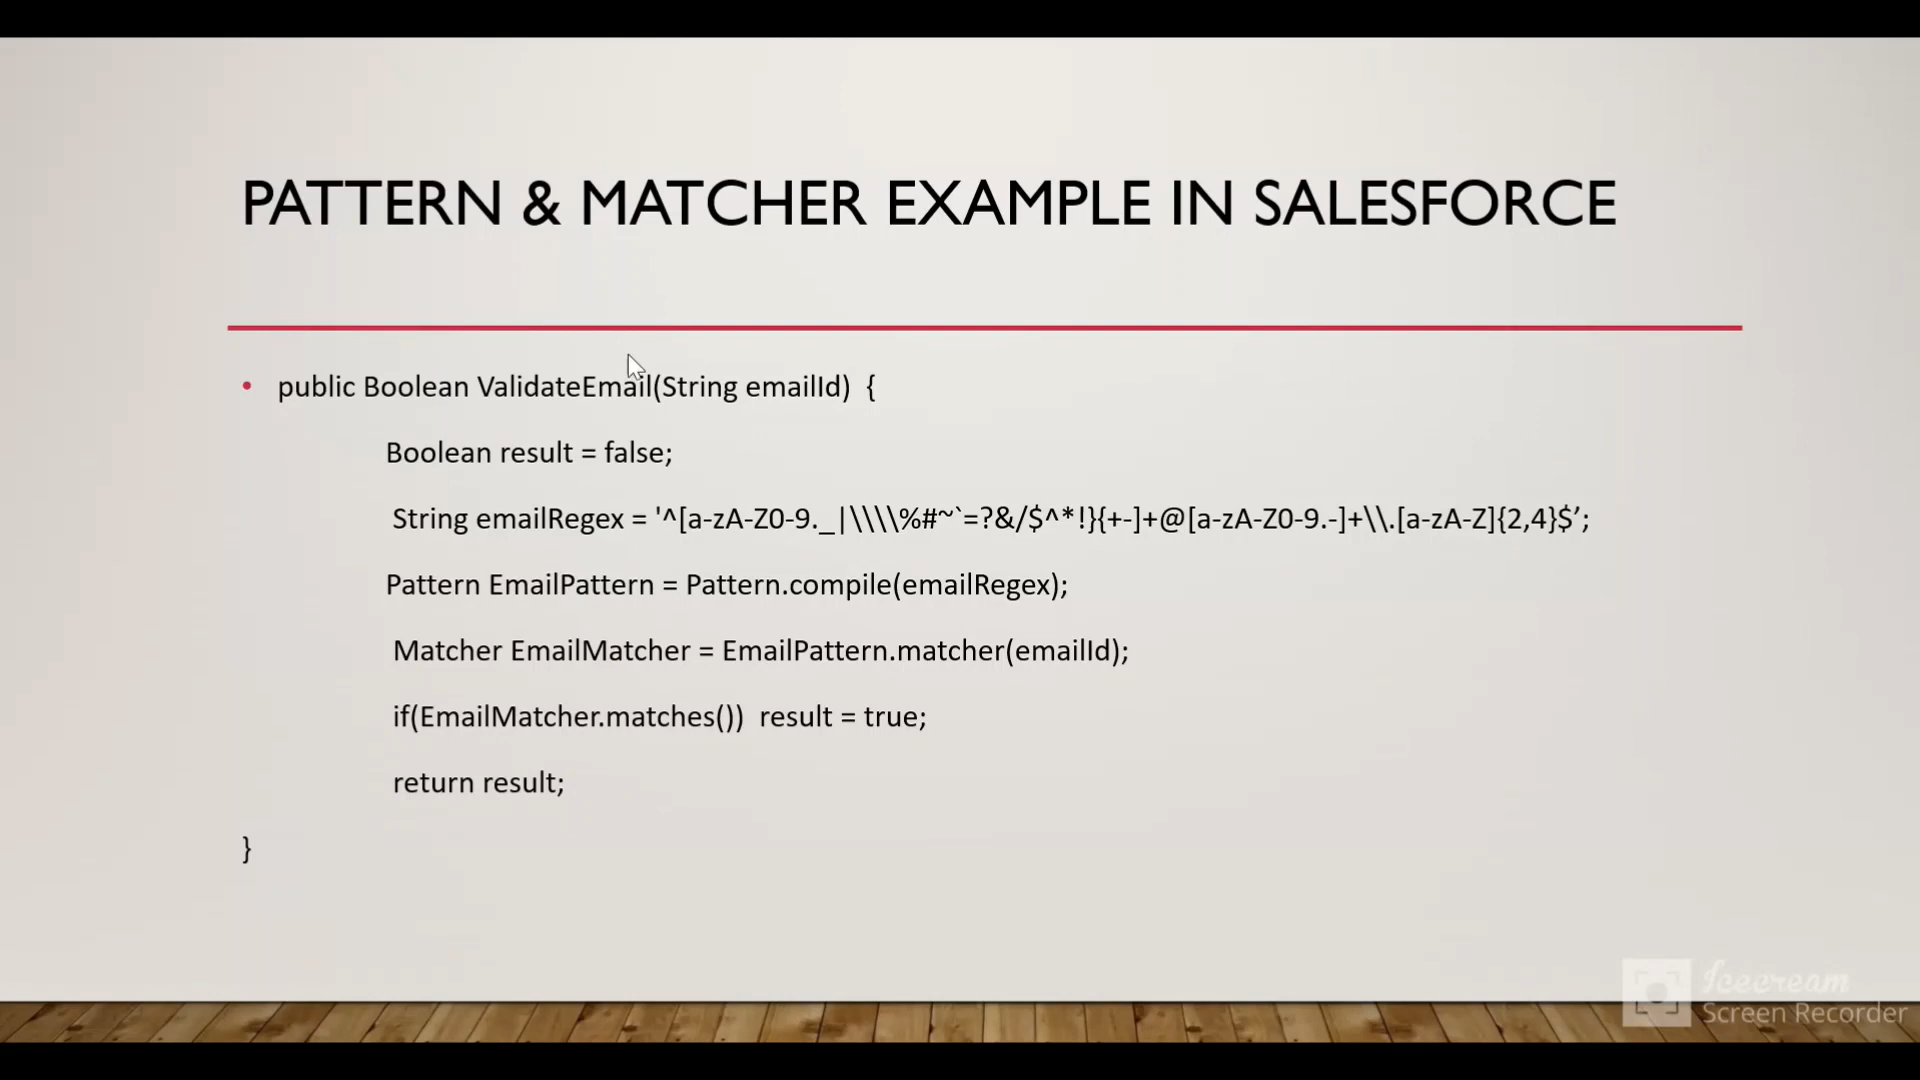 PATTERN & MATCHER EXAMPLE IN SALESFORCE
• public Boolean ValidateEmail(String emailId)  {
Boolean result = false;
String emailRegex = '^[a-zA-Z0-9._|\\\\%#~`=?&/$^*!}{+-]+@[a-zA-Z0-9.-]+\\.[a-zA-Z]{2,4}$’;
Pattern EmailPattern = Pattern.compile(emailRegex);
Matcher EmailMatcher = EmailPattern.matcher(emailId);
if(EmailMatcher.matches())  result = true;
return result;
}
Icecream
Screen Recorder